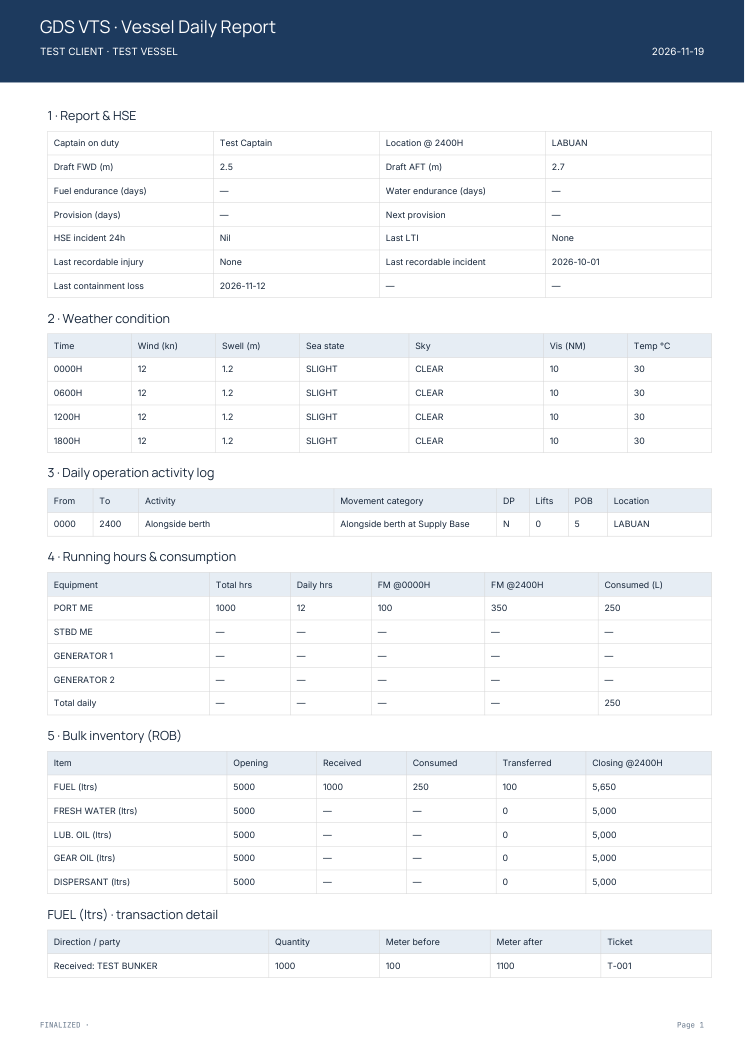 GDS VTS · Vessel Daily Report
TEST CLIENT · TEST VESSEL 2026-11-19
1 · Report & HSE
Captain on duty Test Captain Location @ 2400H LABUAN
Draft FWD (m) 2.5 Draft AFT (m) 2.7
Fuel endurance (days) — Water endurance (days) —
Provision (days) — Next provision —
HSE incident 24h Nil Last LTI None
Last recordable injury None Last recordable incident 2026-10-01
Last containment loss 2026-11-12 — —
2 · Weather condition
Time Wind (kn) Swell (m) Sea state Sky Vis (NM) Temp °C
0000H 12 1.2 SLIGHT CLEAR 10 30
0600H 12 1.2 SLIGHT CLEAR 10 30
1200H 12 1.2 SLIGHT CLEAR 10 30
1800H 12 1.2 SLIGHT CLEAR 10 30
3 · Daily operation activity log
From To Activity Movement category DP Lifts POB Location
0000 2400 Alongside berth Alongside berth at Supply Base N 0 5 LABUAN
4 · Running hours & consumption
Equipment Total hrs Daily hrs FM @0000H FM @2400H Consumed (L)
PORT ME 1000 12 100 350 250
STBD ME — — — — —
GENERATOR 1 — — — — —
GENERATOR 2 — — — — —
Total daily — — — — 250
5 · Bulk inventory (ROB)
Item Opening Received Consumed Transferred Closing @2400H
FUEL (ltrs) 5000 1000 250 100 5,650
FRESH WATER (ltrs) 5000 — — 0 5,000
LUB. OIL (ltrs) 5000 — — 0 5,000
GEAR OIL (ltrs) 5000 — — 0 5,000
DISPERSANT (ltrs) 5000 — — 0 5,000
FUEL (ltrs) · transaction detail
Direction / party Quantity Meter before Meter after Ticket
Received: TEST BUNKER 1000 100 1100 T-001
FINALIZED · Page 1